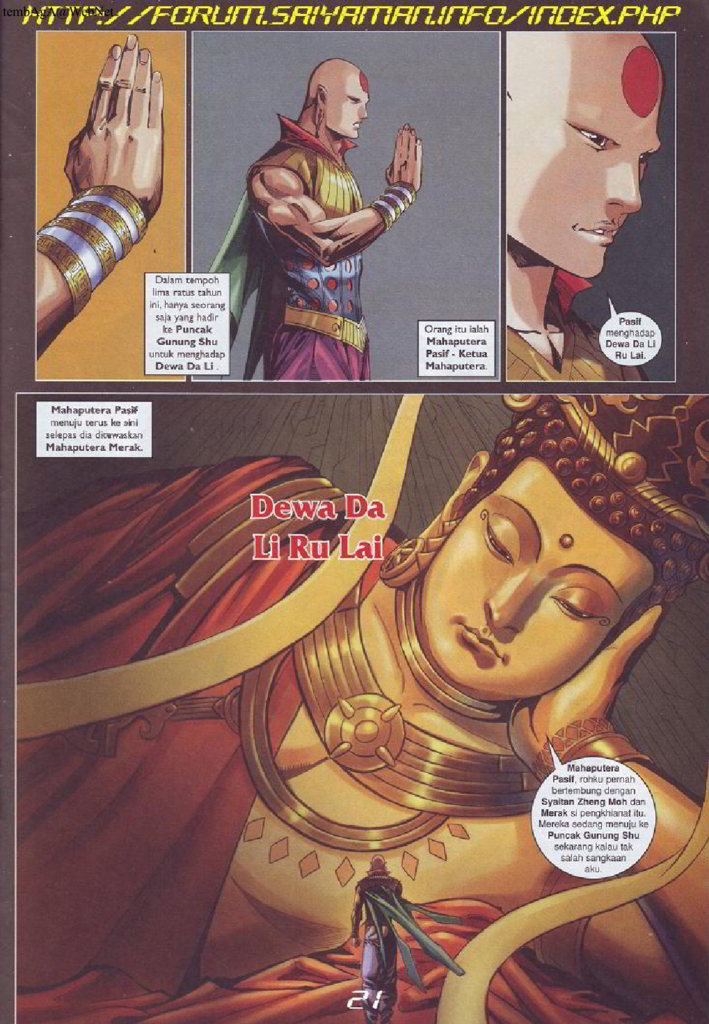 HTTP://FORUM.SAIYAMAN.INFO/INDEX.PHP
Dalam tempoh
lima ratus tahun
ini, hanya seorang
saja yang hadir
ke Puncak
Gunung Shu
untuk menghadap
Dewa Da Li .
Orang itu ialah
Mahaputera
Pasif - Ketua
Mahaputera.
Pasif
menghadap
Dewa Da Li
Ru Lai.
Mahaputera Pasif
menuju terus ke sini
selepas dia ditewaskan
Mahaputera Merak.
Dewa Da
Li Ru Lai
Mahaputera
Pasif, rohku pernah
bertembung dengan
Syaitan Zheng Moh dan
Merak si pengkhianat itu.
Mereka sedang menuju ke
Puncak Gunung Shu
sekarang kalau tak
salah sangkaan
aku.
21